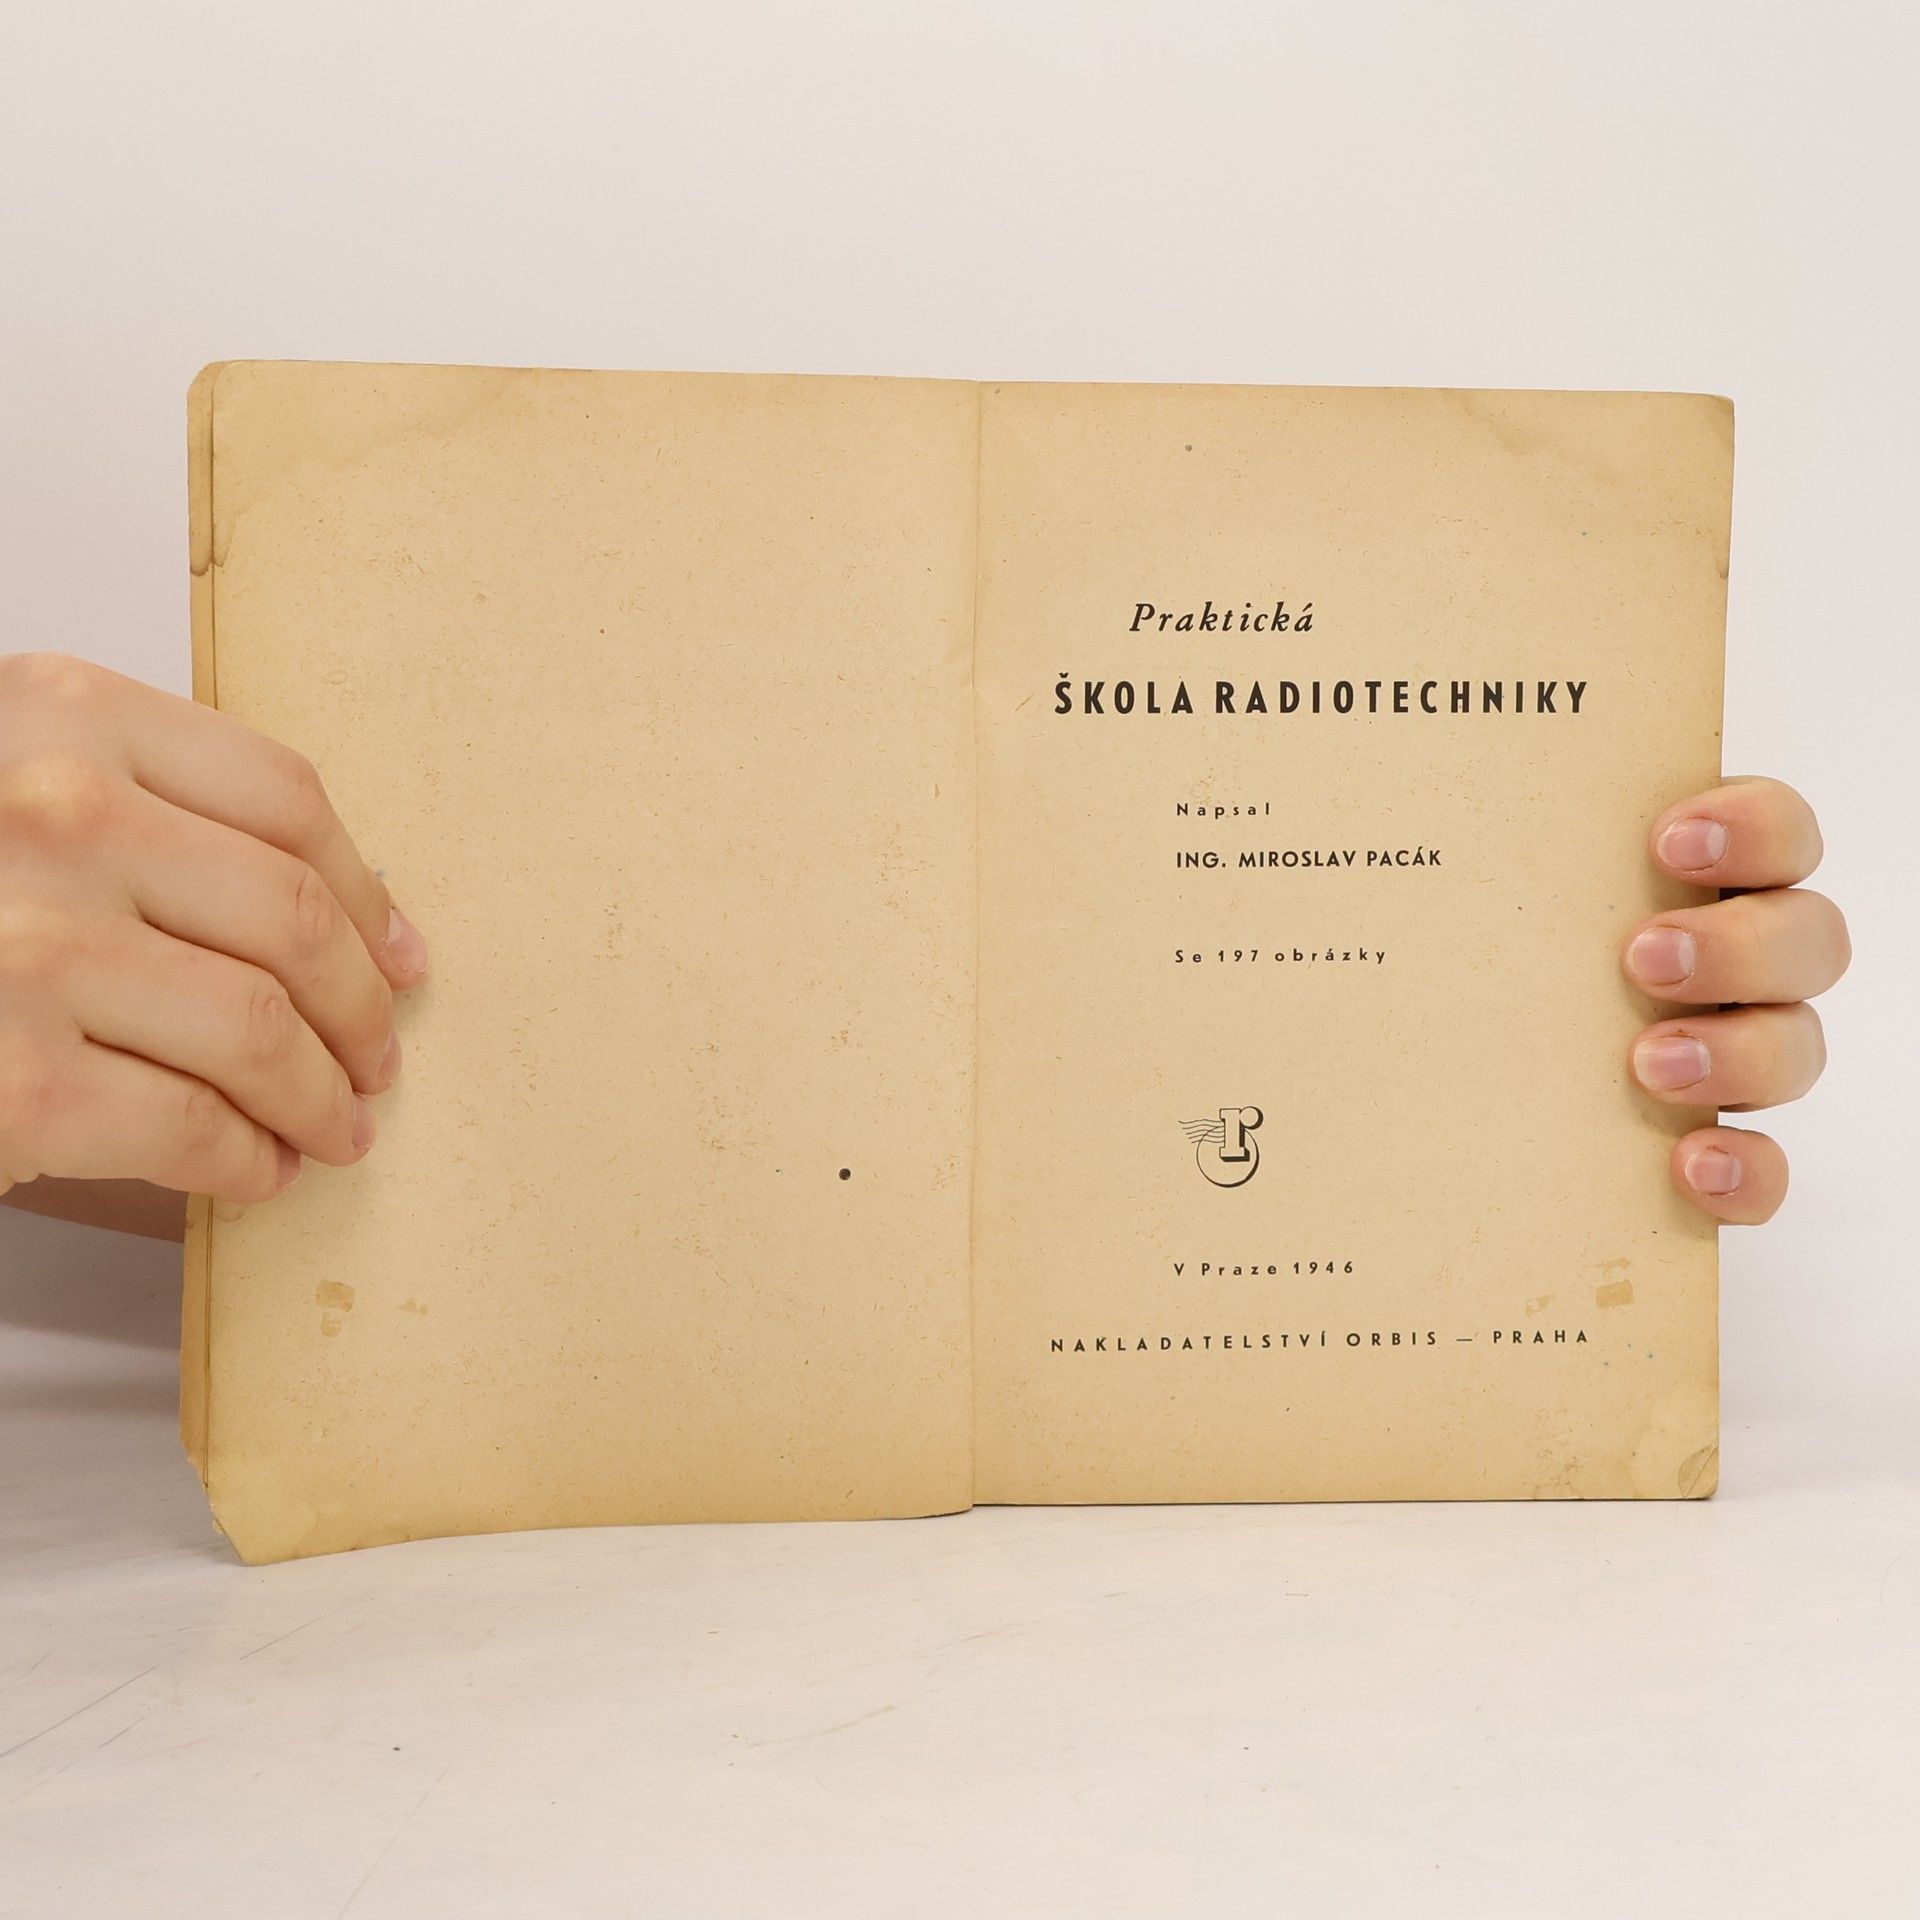 Praktická
ŠKOLA RADIOTECHNIKY
Napsal
ING. MIROSLAV PACÁK
Se 197 obrázky
r
V Praze 1946
NAKLADATELSTVÍ ORBIS — PRAHA